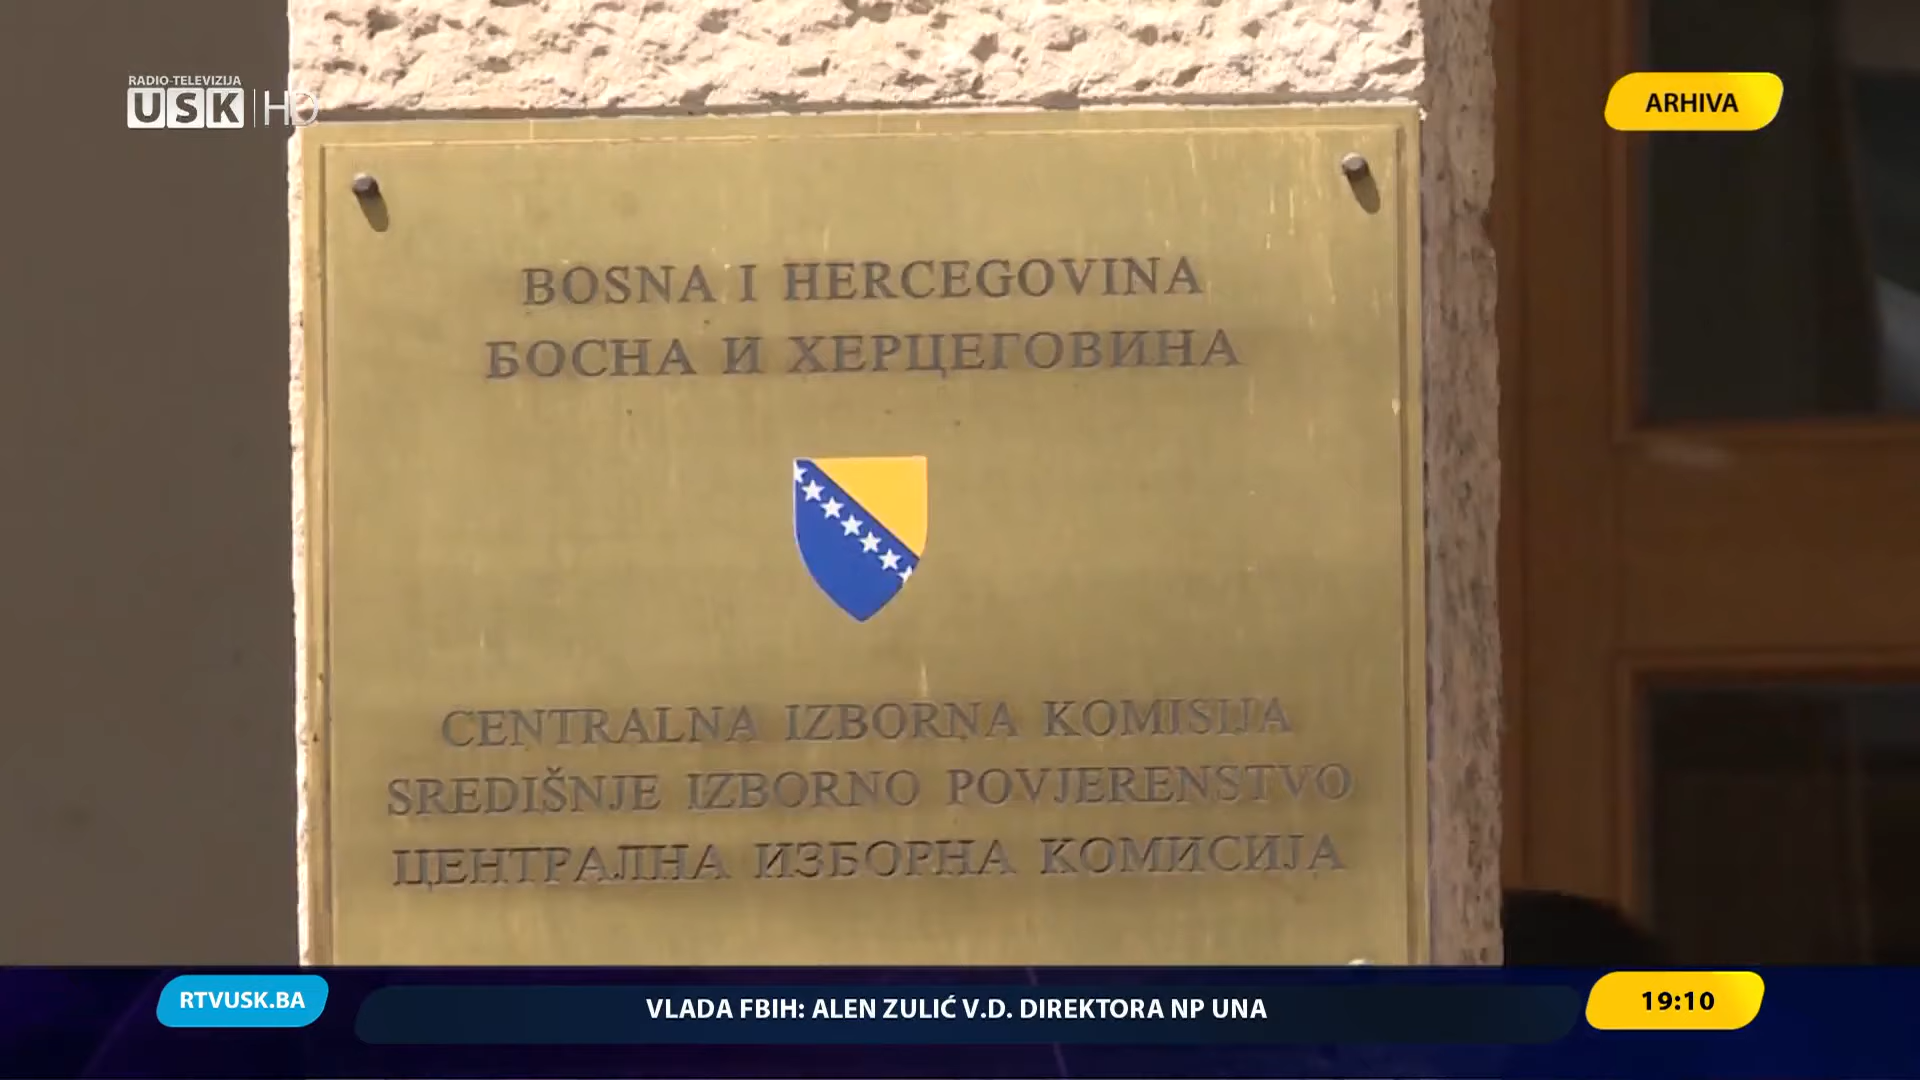 RADIO-TELEVIZIJA
USK HD
ARHIVA
BOSNA I HERCEGOVINA
БОСНА И ХЕРЦЕГОВИНА
CENTRALNA IZBORNA KOMISIJA
SREDIŠNJE IZBORNO POVJERENSTVO
ЦЕНТРАЛНА ИЗБОРНА КОМИСИЈА
RTVUSK.BA
VLADA FBIH: ALEN ZULIĆ V.D. DIREKTORA NP UNA
19:10